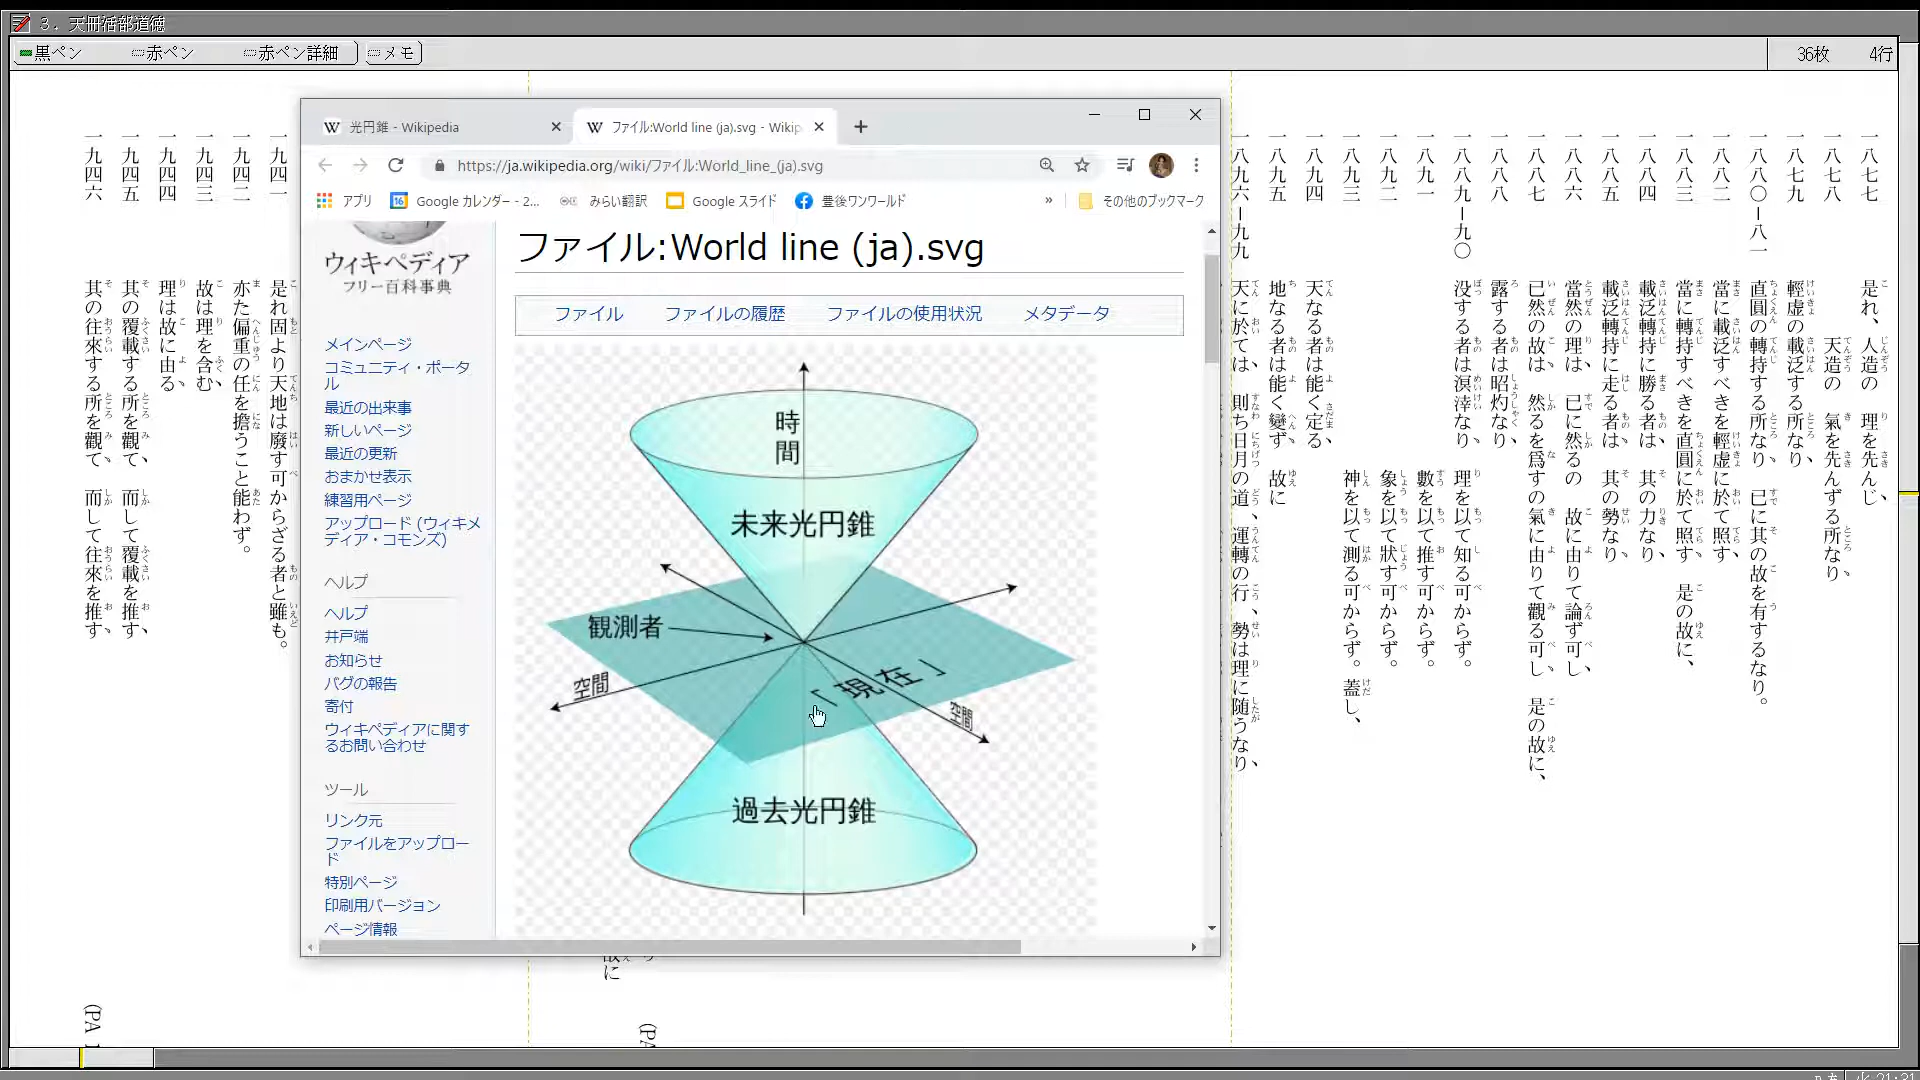 3. 天冊活部道徳
黒ペン 赤ペン 赤ペン詳細 メモ
36枚 4行
光円錐 - Wikipedia
ファイル:World line (ja).svg - Wikip
https://ja.wikipedia.org/wiki/ファイル:World_line_(ja).svg
アプリ Google カレンダー - 2... みらい翻訳 Google スライド 豊後ワンワールド » その他のブックマーク
ウィキペディア
フリー百科事典
メインページ
コミュニティ・ポータ
ル
最近の出来事
新しいページ
最近の更新
おまかせ表示
練習用ページ
アップロード (ウィキメ
ディア・コモンズ)
ヘルプ
ヘルプ
井戸端
お知らせ
バグの報告
寄付
ウィキペディアに関す
るお問い合わせ
ツール
リンク元
ファイルをアップロー
ド
特別ページ
印刷用バージョン
ページ情報
ファイル:World line (ja).svg
ファイル ファイルの履歴 ファイルの使用状況 メタデータ
時
間
未来光円錐
観測者
空間
「現在」
空間
過去光円錐
一八七七 是れ、人造の 理を先んじ、
一八七八 天造の 氣を先んずる所なり、
一八七九 輕虚の載泛する所なり、
一八八〇－八一 直圓の轉持する所なり、 已に其の故を有するなり。
一八八二 當に載泛すべきを輕虚に於て照す、
一八八三 當に轉持すべきを直圓に於て照す、 是の故に、
一八八四 載泛轉持に勝る者は、 其の力なり、
一八八五 載泛轉持に走る者は、 其の勢なり、
一八八六 當然の理は、 已に然るの 故に由りて論ず可し、
一八八七 已然の故は、 然るを爲すの氣に由りて觀る可し、 是の故に、
一八八八 露する者は昭灼なり、
一八八九－九〇 没する者は溟涬なり、 理を以て知る可からず。
一八九一 數を以て推す可からず。
一八九二 象を以て狀す可からず。
一八九三 神を以て測る可からず。蓋し、
一八九四 天なる者は能く定る、
一八九五 地なる者は能く變ず、 故に
一八九六－九九 天に於ては、 則ち日月の道、運轉の行、勢は理に随うなり、
故に
(PA
一九四一 是れ固より天地は廢す可からざる者と雖も。
一九四二 亦た偏重の任を擔うこと能わず。
一九四三 故は理を含む、
一九四四 理は故に由る、
一九四五 其の覆載する所を觀て、 而して覆載を推す、
一九四六 其の往來する所を觀て、 而して往來を推す、
(PA 1